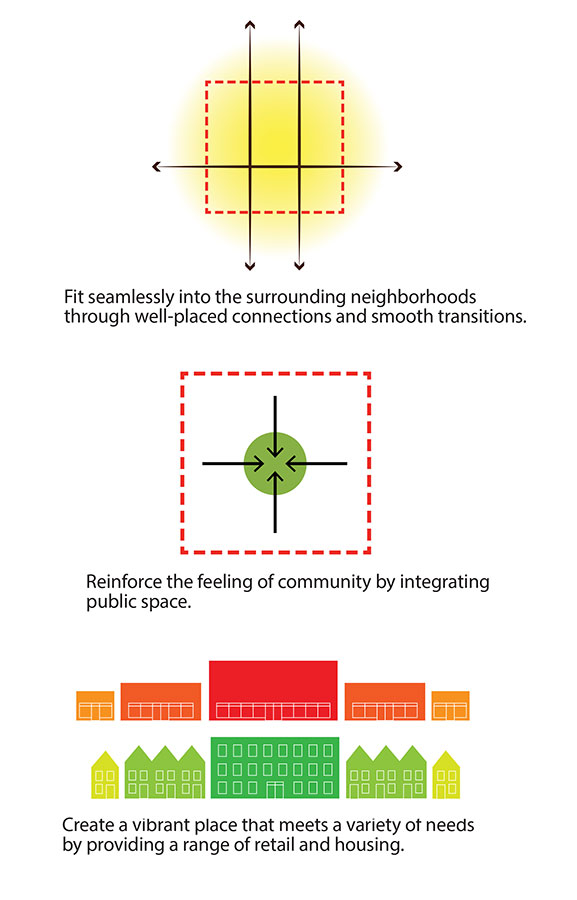 Fit seamlessly into the surrounding neighborhoods
through well-placed connections and smooth transitions.
Reinforce the feeling of community by integrating
public space.
Create a vibrant place that meets a variety of needs
by providing a range of retail and housing.